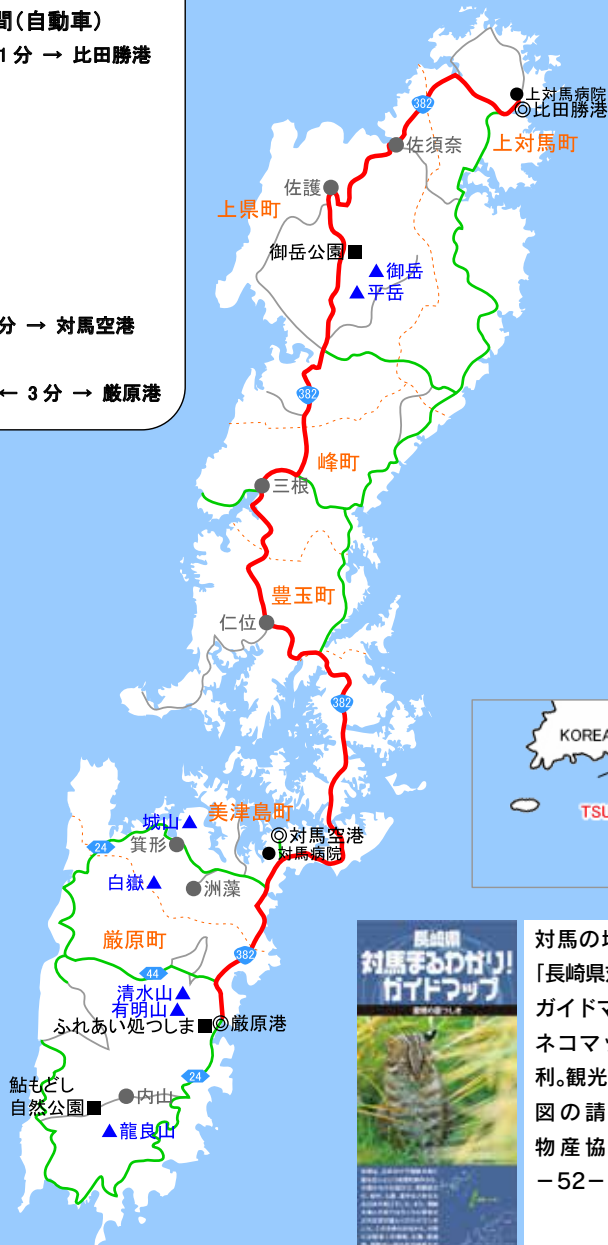 間(自動車)
1分 → 比田勝港
分 → 対馬空港
← 3分 → 厳原港
382
上対馬病院
◎比田勝港
佐須奈
上対馬町
佐護
上県町
御岳公園■
▲御岳
▲平岳
382
峰町
三根
豊玉町
仁位
382
KOREA
TSU
美津島町
城山▲
◎対馬空港
対馬病院
24
箕形
白嶽▲
洲藻
厳原町
382
44
清水山▲
有明山▲
ふれあい処つしま■◎厳原港
24
鮎もどし
自然公園■
内山
▲龍良山
長崎県
対馬まるわかり!
ガイドマップ
対馬の地
「長崎県対
ガイドマッ
ネコマッ
利。観光
図の請
物産協
-52-